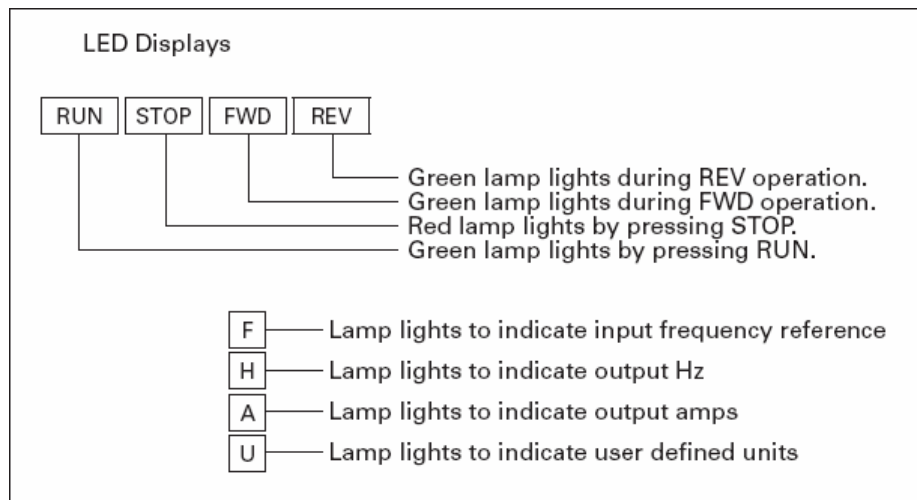 LED Displays
RUN STOP FWD REV
Green lamp lights during REV operation.
Green lamp lights during FWD operation.
Red lamp lights by pressing STOP.
Green lamp lights by pressing RUN.
F Lamp lights to indicate input frequency reference
H Lamp lights to indicate output Hz
A Lamp lights to indicate output amps
U Lamp lights to indicate user defined units